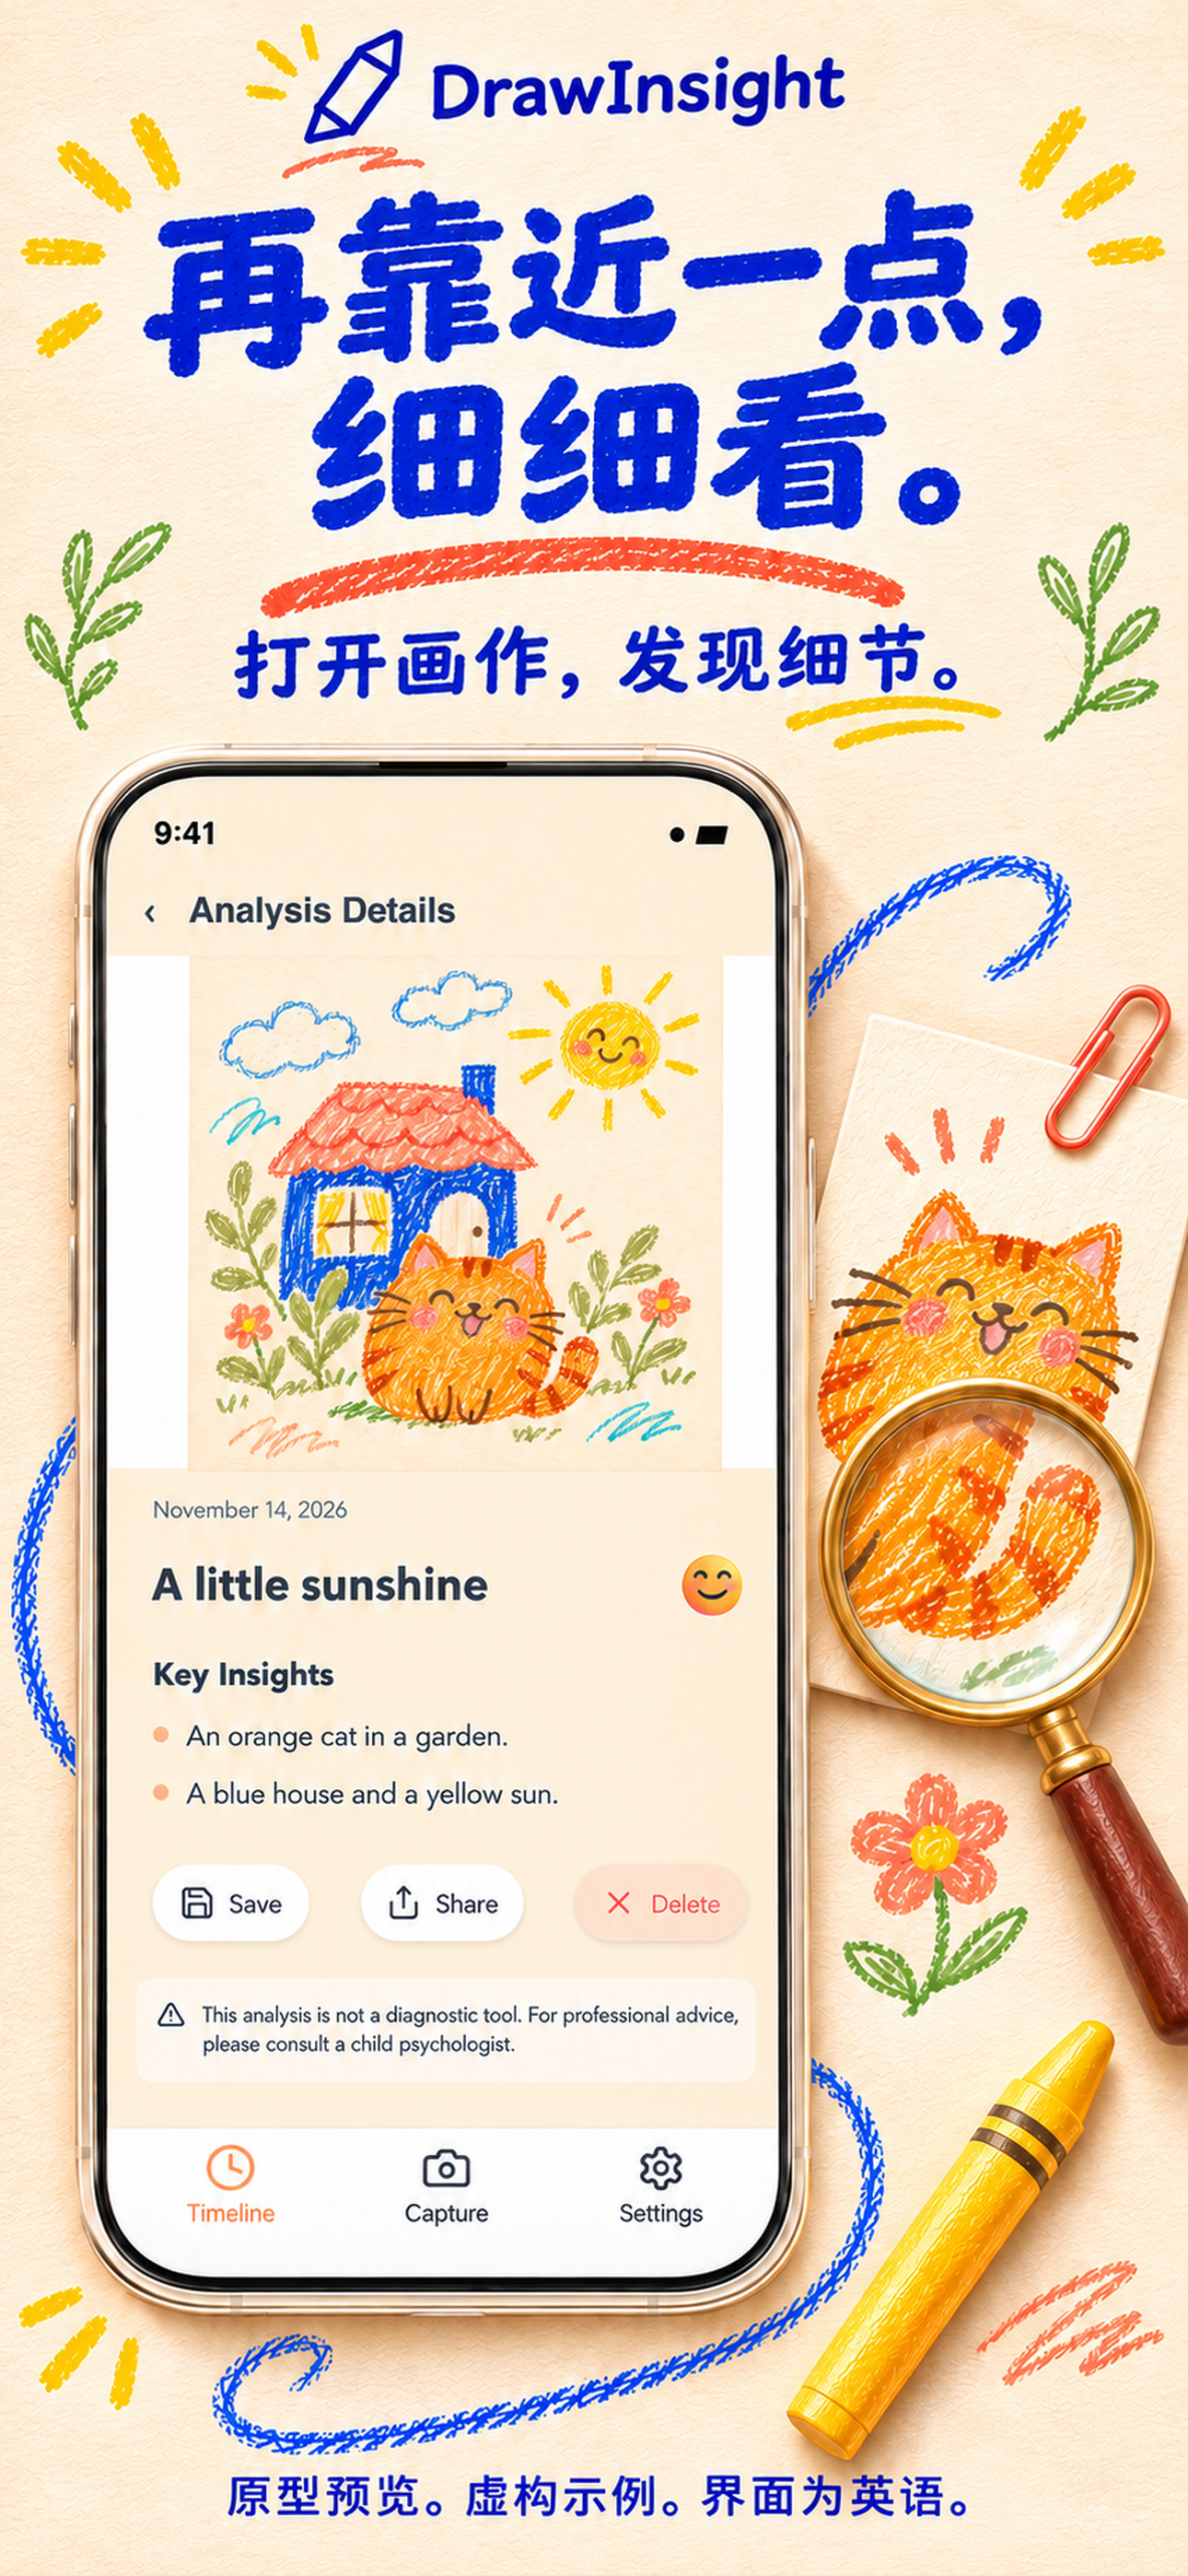 DrawInsight
再靠近一点，
细细看。
打开画作，发现细节。
9:41
‹ Analysis Details
November 14, 2026
A little sunshine
Key Insights
An orange cat in a garden.
A blue house and a yellow sun.
Save Share Delete
This analysis is not a diagnostic tool. For professional advice,
please consult a child psychologist.
Timeline Capture Settings
原型预览。虚构示例。界面为英语。